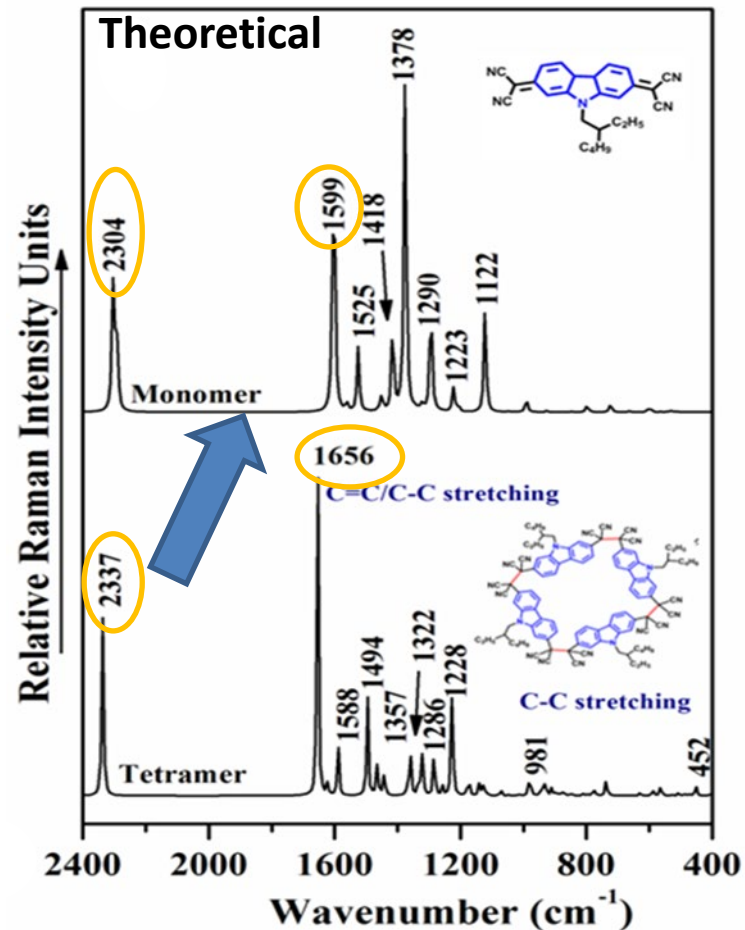 Theoretical
Relative Raman Intensity Units
2304
1599
1525
1418
1378
1290
1223
1122
Monomer
NC
NC
CN
CN
N
C₂H₅
C₄H₉
2337
1656
C=C/C-C stretching
1588
1494
1357
1322
1286
1228
981
452
Tetramer
C-C stretching
2400 2000 1600 1200 800 400
Wavenumber (cm⁻¹)